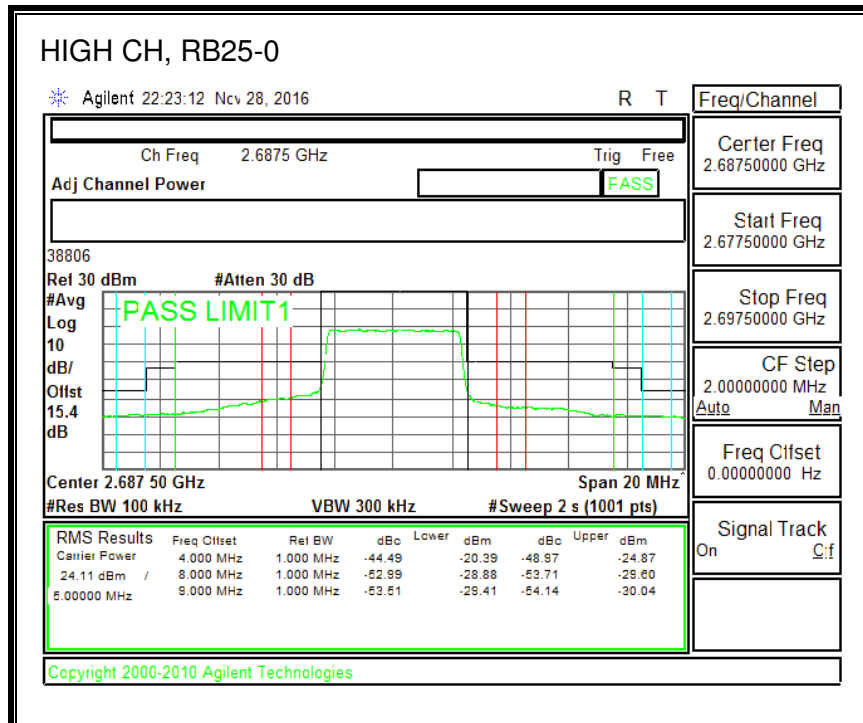 HIGH CH, RB25-0
Agilent 22:23:12 Nov 28, 2016 R T
Freq/Channel
Ch Freq 2.6875 GHz Trig Free
Adj Channel Power PASS
Center Freq
2.68750000 GHz
Start Freq
2.67750000 GHz
Stop Freq
2.69750000 GHz
CF Step
2.00000000 MHz
Auto Man
Freq Offset
0.00000000 Hz
Signal Track
On Off
38806
Ref 30 dBm #Atten 30 dB
#Avg
Log
10
dB/
Offst
15.4
dB
PASS LIMIT1
Center 2.687 50 GHz Span 20 MHz^
#Res BW 100 kHz VBW 300 kHz #Sweep 2 s (1001 pts)
RMS Results Freq Offset Ref BW dBc Lower dBm dBc Upper dBm
Carrier Power 4.000 MHz 1.000 MHz -44.49 -20.39 -48.97 -24.87
24.11 dBm / 8.000 MHz 1.000 MHz -52.99 -28.88 -53.71 -29.60
5.00000 MHz 9.000 MHz 1.000 MHz -53.51 -29.41 -54.14 -30.04
Copyright 2000-2010 Agilent Technologies